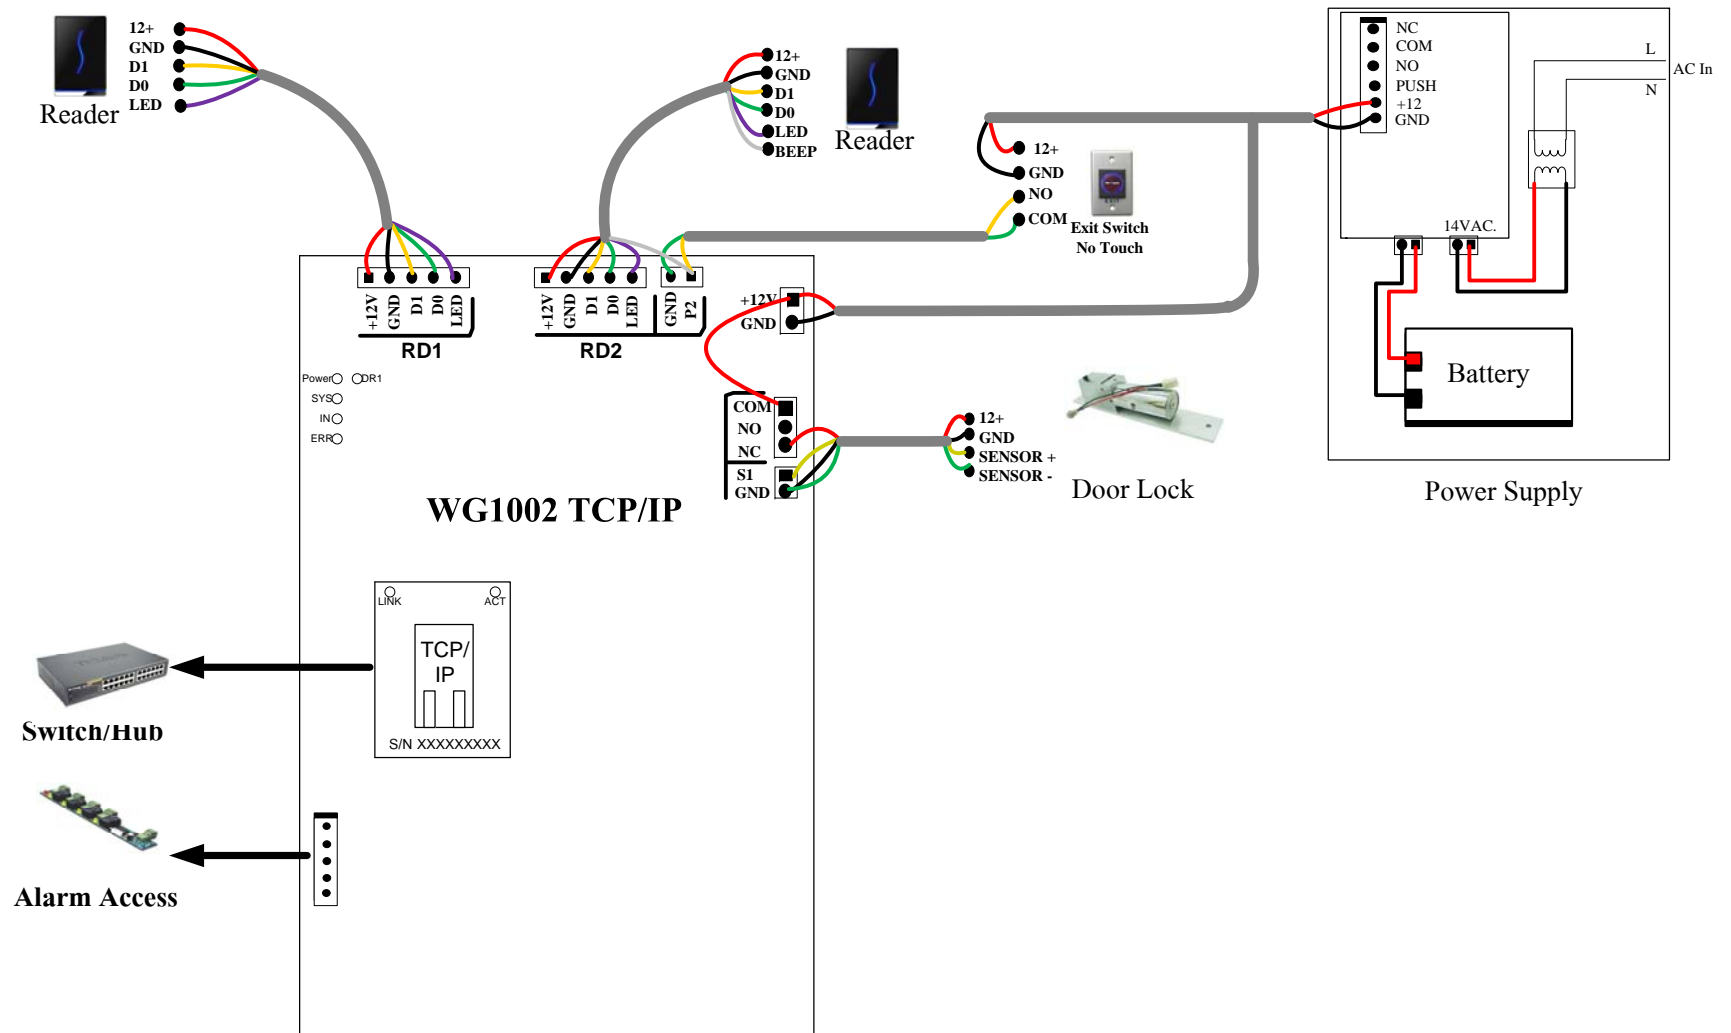 12+
GND
D1
D0
LED
Reader
12+
GND
D1
D0
LED
BEEP
Reader
12+
GND
NO
COM
EXIT
Exit Switch
No Touch
NC
COM
NO
PUSH
+12
GND
L
AC In
N
14VAC.
Battery
Power Supply
+12V
GND
D1
D0
LED
RD1
+12V
GND
D1
D0
LED
GND
P2
RD2
+12V
GND
Power
DR1
SYS
IN
ERR
COM
NO
NC
S1
GND
12+
GND
SENSOR +
SENSOR -
Door Lock
WG1002 TCP/IP
LINK
ACT
TCP/
IP
S/N XXXXXXXXX
Switch/Hub
Alarm Access